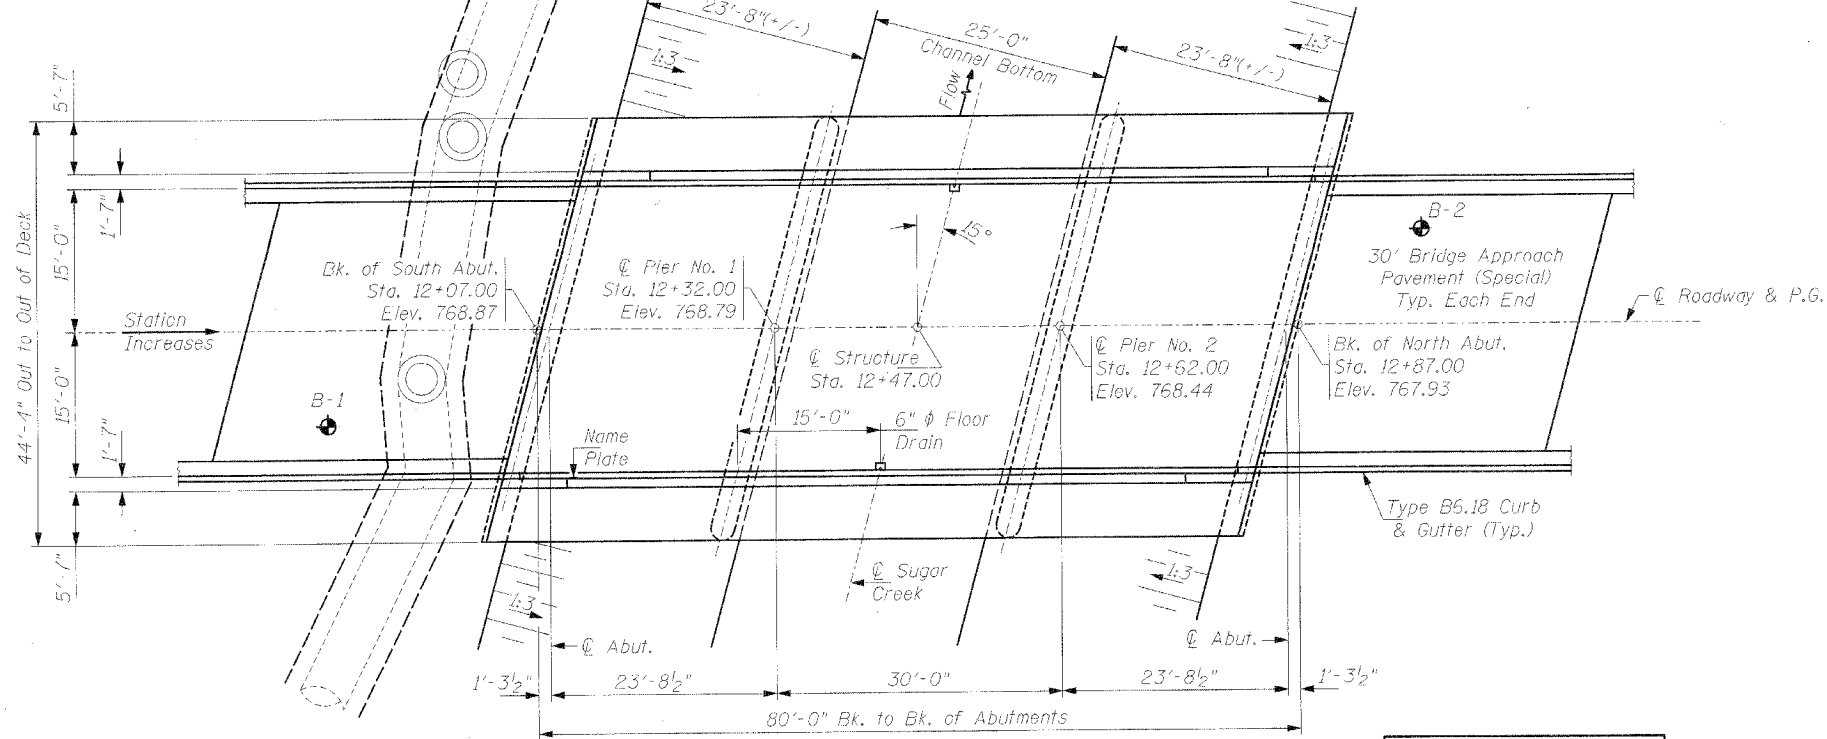 23'-8"(+/-)
25'-0"
Channel Bottom
23'-8"(+/-)
1:3
1:3
Flow
5'-7"
1'-7"
15'-0"
44'-4" Out to Out of Deck
15'-0"
1'-7"
5'-7"
15°
B-2
30' Bridge Approach
Pavement (Special)
Typ. Each End
℄ Roadway & P.G.
Bk. of South Abut.
Sta. 12+07.00
Elev. 768.87
℄ Pier No. 1
Sta. 12+32.00
Elev. 768.79
Station
Increases
℄ Structure
Sta. 12+47.00
℄ Pier No. 2
Sta. 12+62.00
Elev. 768.44
Bk. of North Abut.
Sta. 12+87.00
Elev. 767.93
B-1
15'-0"
6" ϕ Floor
Drain
Name
Plate
Type B6.18 Curb
& Gutter (Typ.)
℄ Sugar
Creek
1:3
1:3
℄ Abut.
℄ Abut.
1'-3½"
23'-8½"
30'-0"
23'-8½"
1'-3½"
80'-0" Bk. to Bk. of Abutments